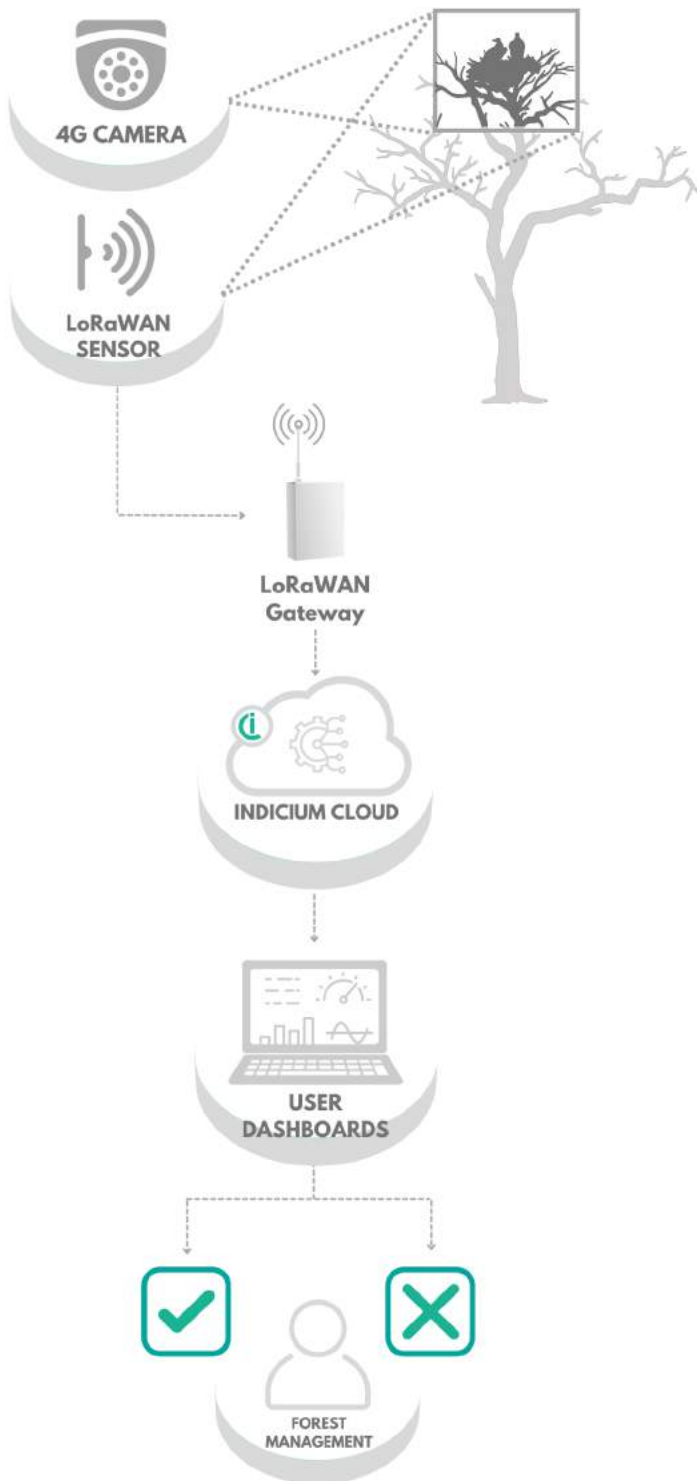 4G CAMERA
LoRaWAN
SENSOR
LoRaWAN
Gateway
INDICIUM CLOUD
USER
DASHBOARDS
FOREST
MANAGEMENT